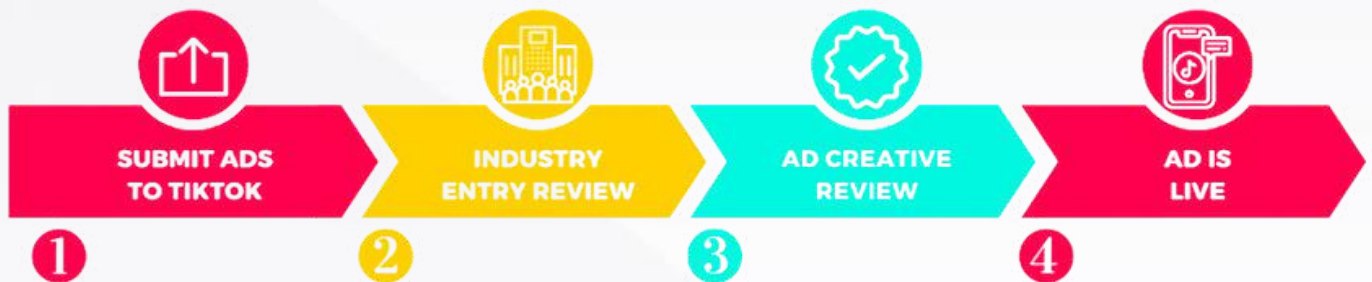 SUBMIT ADS
TO TIKTOK
INDUSTRY
ENTRY REVIEW
AD CREATIVE
REVIEW
AD IS
LIVE
1
2
3
4